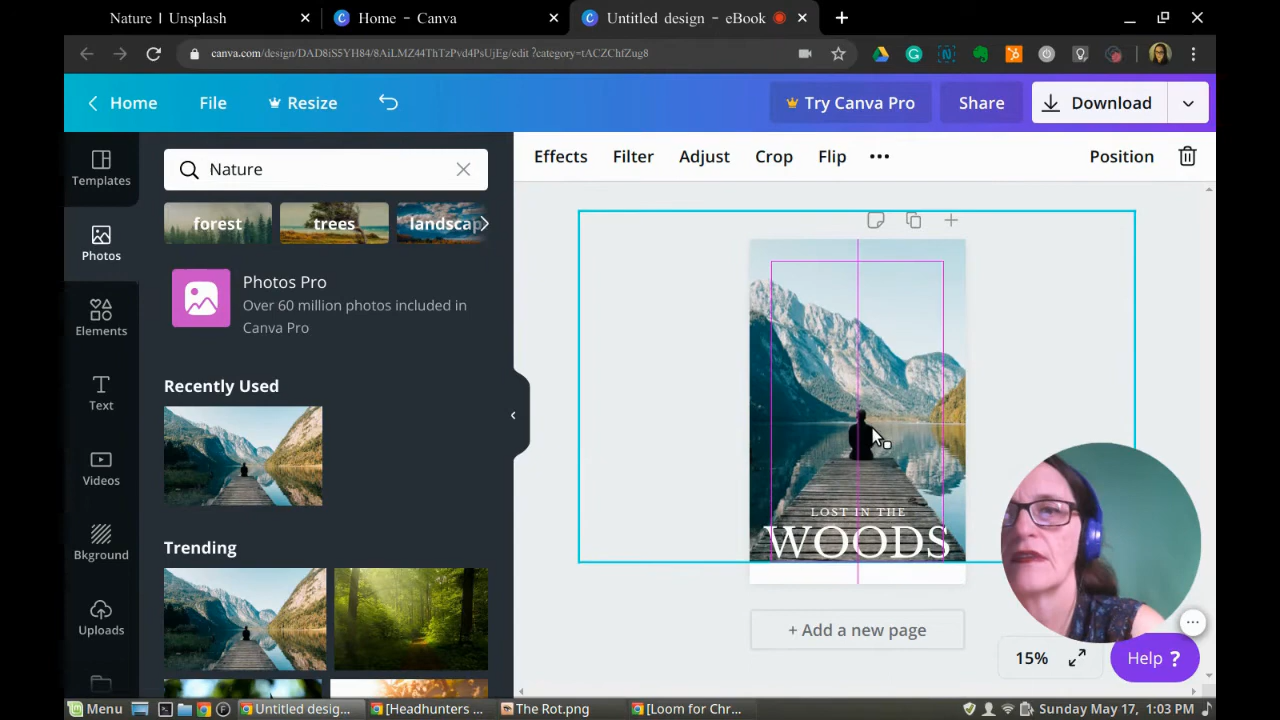 Nature | Unsplash
Home - Canva
Untitled design - eBook
canva.com/design/DAD8iS5YH84/8AiLMZ44ThTzPvd4PsUjEg/edit?category=tACZChfZug8
Home
File
Resize
Try Canva Pro
Share
Download
Templates
Photos
Elements
Text
Videos
Bkground
Uploads
Nature
forest
trees
landscap
Photos Pro
Over 60 million photos included in
Canva Pro
Recently Used
Trending
Effects
Filter
Adjust
Crop
Flip
Position
LOST IN THE
WOODS
+ Add a new page
15%
Help ?
Menu
Untitled desig...
[Headhunters ...
The Rot.png
[Loom for Chr...
Sunday May 17, 1:03 PM